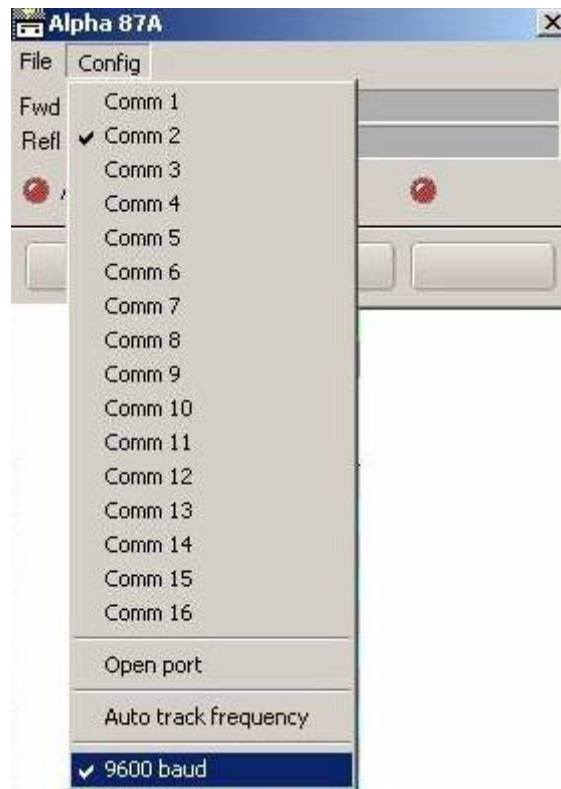 Alpha 87A
File Config
Fwd
Refl
Comm 1
Comm 2
Comm 3
Comm 4
Comm 5
Comm 6
Comm 7
Comm 8
Comm 9
Comm 10
Comm 11
Comm 12
Comm 13
Comm 14
Comm 15
Comm 16
Open port
Auto track frequency
9600 baud